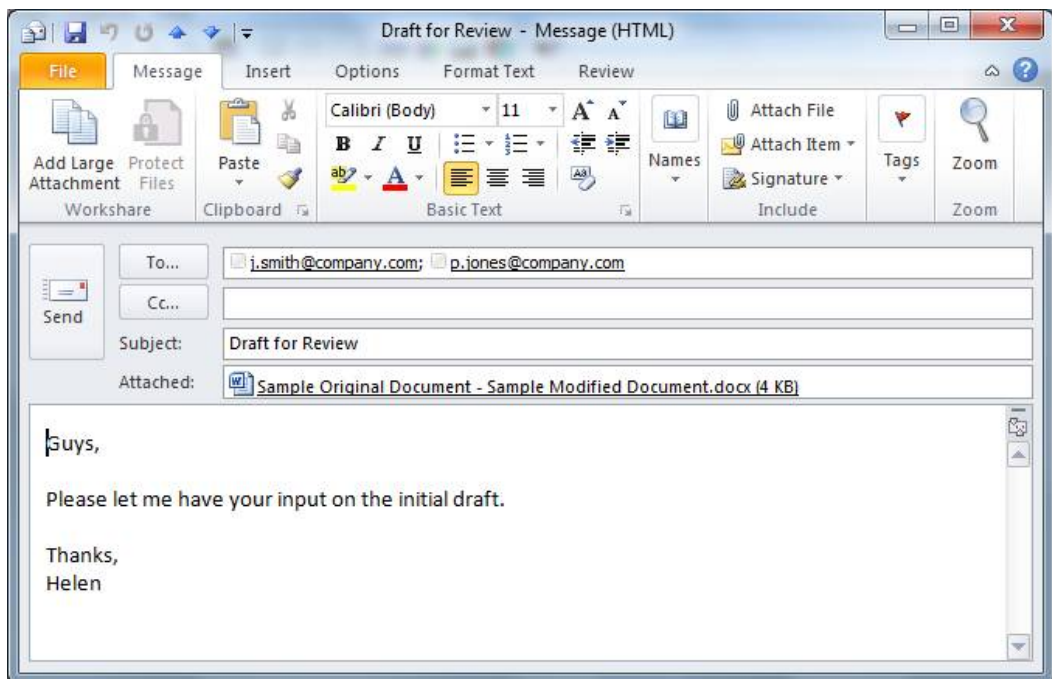 Draft for Review - Message (HTML)
File Message Insert Options Format Text Review
Calibri (Body) 11 A A Attach File
B I U Attach Item
Add Large Protect Paste Names Tags Zoom
Attachment Files ab A Aa Signature
Workshare Clipboard Basic Text Include Zoom
To... j.smith@company.com; p.jones@company.com
Cc...
Send
Subject: Draft for Review
Attached: Sample Original Document - Sample Modified Document.docx (4 KB)
Guys,
Please let me have your input on the initial draft.
Thanks,
Helen